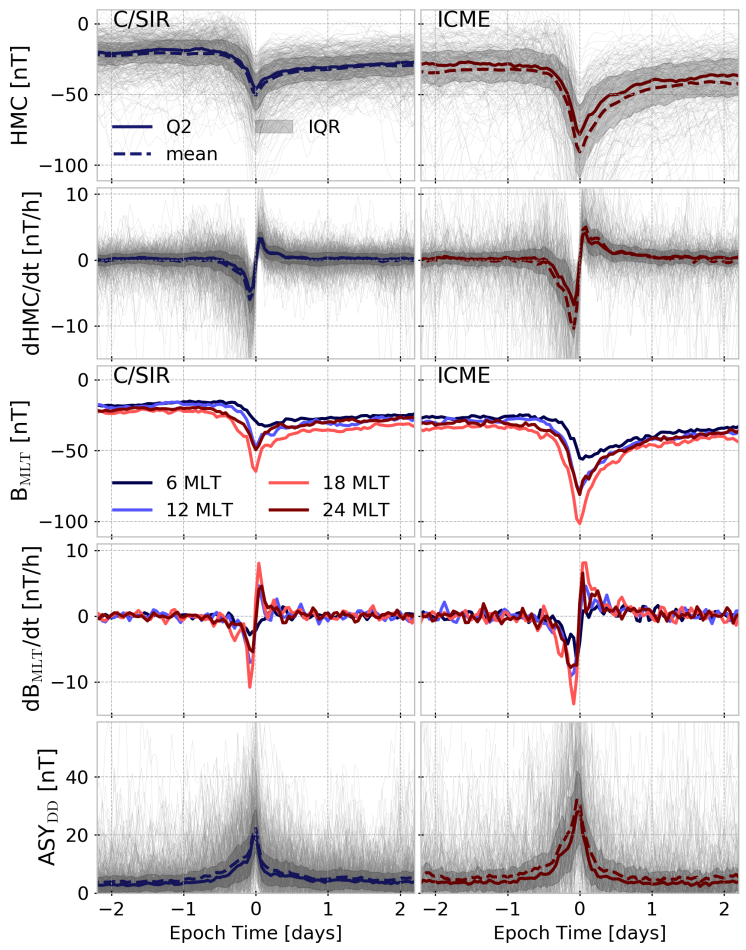 C/SIR ICME
HMC [nT]
0
−50
−100
Q2 IQR
mean
dHMC/dt [nT/h]
10
0
−10
C/SIR ICME
B_MLT [nT]
0
−50
−100
6 MLT 18 MLT
12 MLT 24 MLT
dB_MLT/dt [nT/h]
10
0
−10
ASY_DD [nT]
40
20
0
−2 −1 0 1 2 −2 −1 0 1 2
Epoch Time [days] Epoch Time [days]